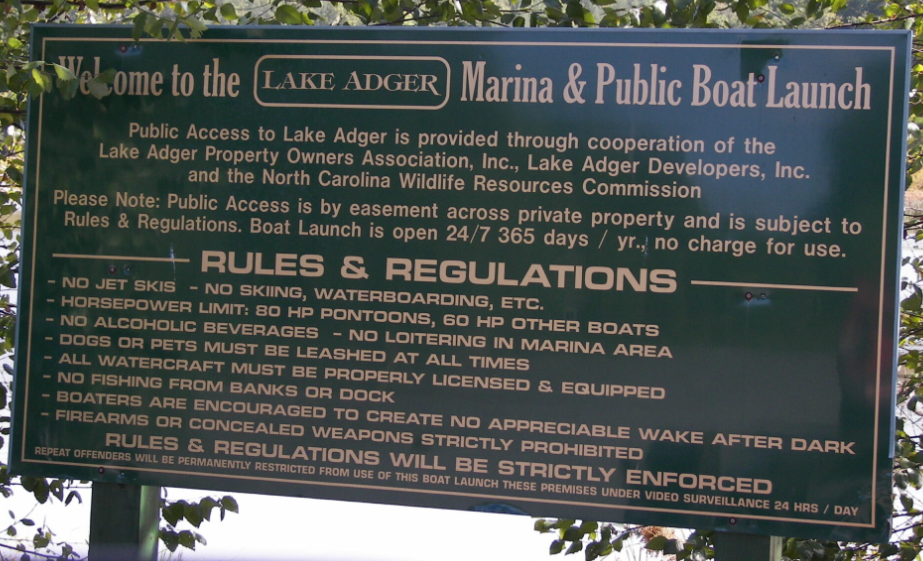 Welcome to the LAKE ADGER Marina & Public Boat Launch
Public Access to Lake Adger is provided through cooperation of the
Lake Adger Property Owners Association, Inc., Lake Adger Developers, Inc.
and the North Carolina Wildlife Resources Commission
Please Note: Public Access is by easement across private property and is subject to
Rules & Regulations. Boat Launch is open 24/7 365 days / yr., no charge for use.
RULES & REGULATIONS
- NO JET SKIS - NO SKIING, WATERBOARDING, ETC.
- HORSEPOWER LIMIT: 80 HP PONTOONS, 60 HP OTHER BOATS
- NO ALCOHOLIC BEVERAGES - NO LOITERING IN MARINA AREA
- DOGS OR PETS MUST BE LEASHED AT ALL TIMES
- ALL WATERCRAFT MUST BE PROPERLY LICENSED & EQUIPPED
- NO FISHING FROM BANKS OR DOCK
- BOATERS ARE ENCOURAGED TO CREATE NO APPRECIABLE WAKE AFTER DARK
- FIREARMS OR CONCEALED WEAPONS STRICTLY PROHIBITED
RULES & REGULATIONS WILL BE STRICTLY ENFORCED
REPEAT OFFENDERS WILL BE PERMANENTLY RESTRICTED FROM USE OF THIS BOAT LAUNCH THESE PREMISES UNDER VIDEO SURVEILLANCE 24 HRS / DAY